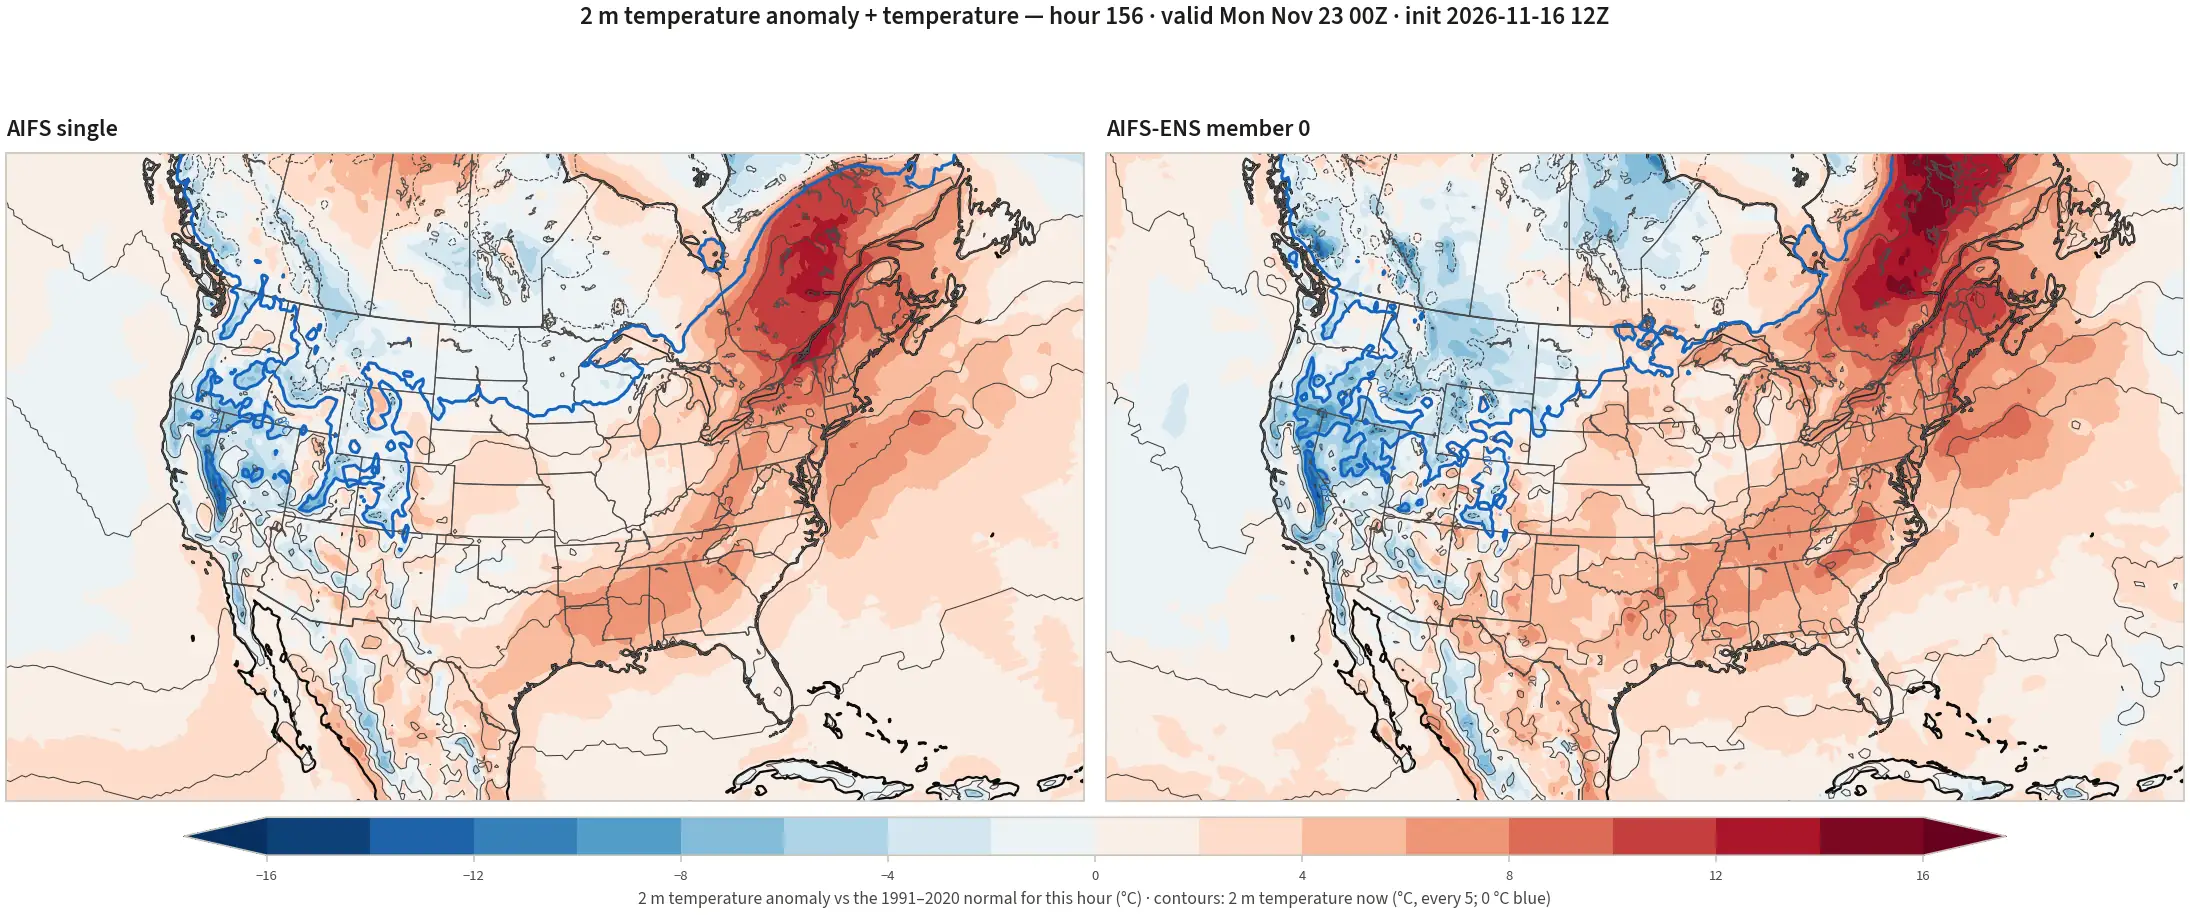 2 m temperature anomaly + temperature — hour 156 · valid Mon Nov 23 00Z · init 2026-11-16 12Z
AIFS single
AIFS-ENS member 0
−16
−12
−8
−4
0
4
8
12
16
2 m temperature anomaly vs the 1991–2020 normal for this hour (°C) · contours: 2 m temperature now (°C, every 5; 0 °C blue)